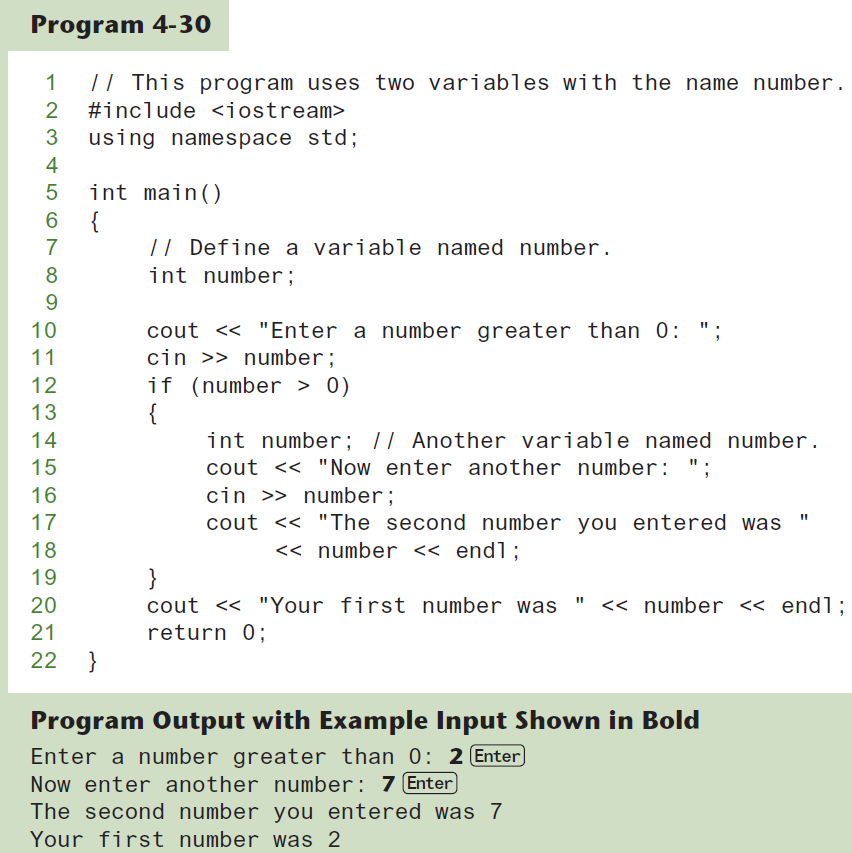 Program 4-30
1 // This program uses two variables with the name number.
2 #include <iostream>
3 using namespace std;
4
5 int main()
6 {
7     // Define a variable named number.
8     int number;
9
10     cout << "Enter a number greater than 0: ";
11     cin >> number;
12     if (number > 0)
13     {
14         int number; // Another variable named number.
15         cout << "Now enter another number: ";
16         cin >> number;
17         cout << "The second number you entered was "
18              << number << endl;
19     }
20     cout << "Your first number was " << number << endl;
21     return 0;
22 }
Program Output with Example Input Shown in Bold
Enter a number greater than 0: 2 Enter
Now enter another number: 7 Enter
The second number you entered was 7
Your first number was 2